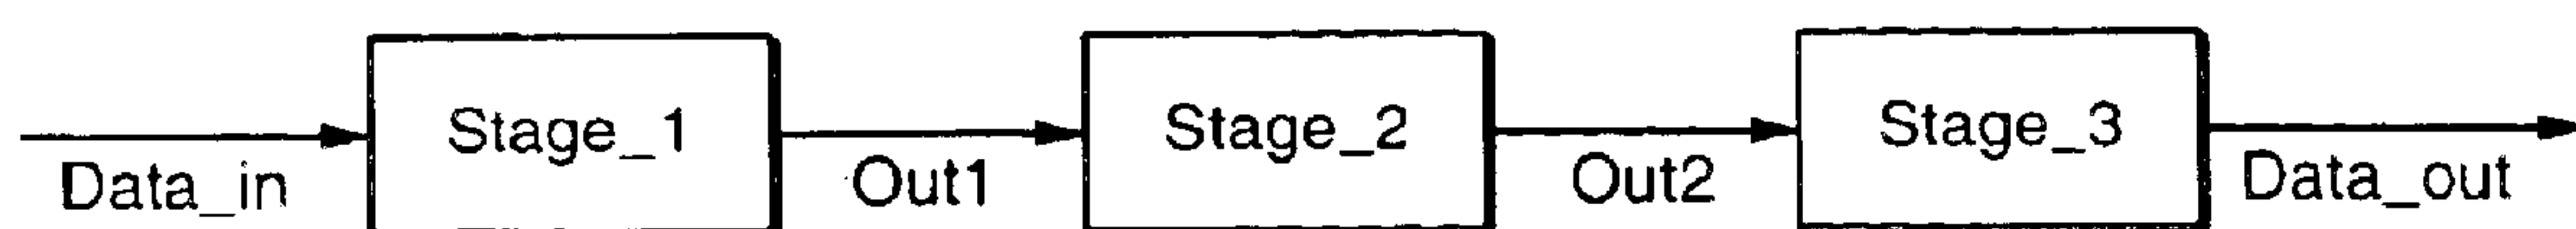 Stage_1
Stage_2
Stage_3
Data_in
Out1
Out2
Data_out